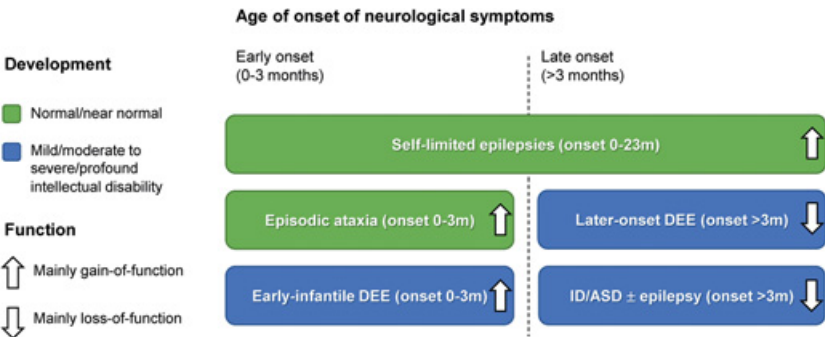 Age of onset of neurological symptoms
Early onset
(0-3 months)
Late onset
(>3 months)
Development
Normal/near normal
Mild/moderate to
severe/profound
intellectual disability
Function
Mainly gain-of-function
Mainly loss-of-function
Self-limited epilepsies (onset 0-23m)
Episodic ataxia (onset 0-3m)
Later-onset DEE (onset >3m)
Early-infantile DEE (onset 0-3m)
ID/ASD ± epilepsy (onset >3m)